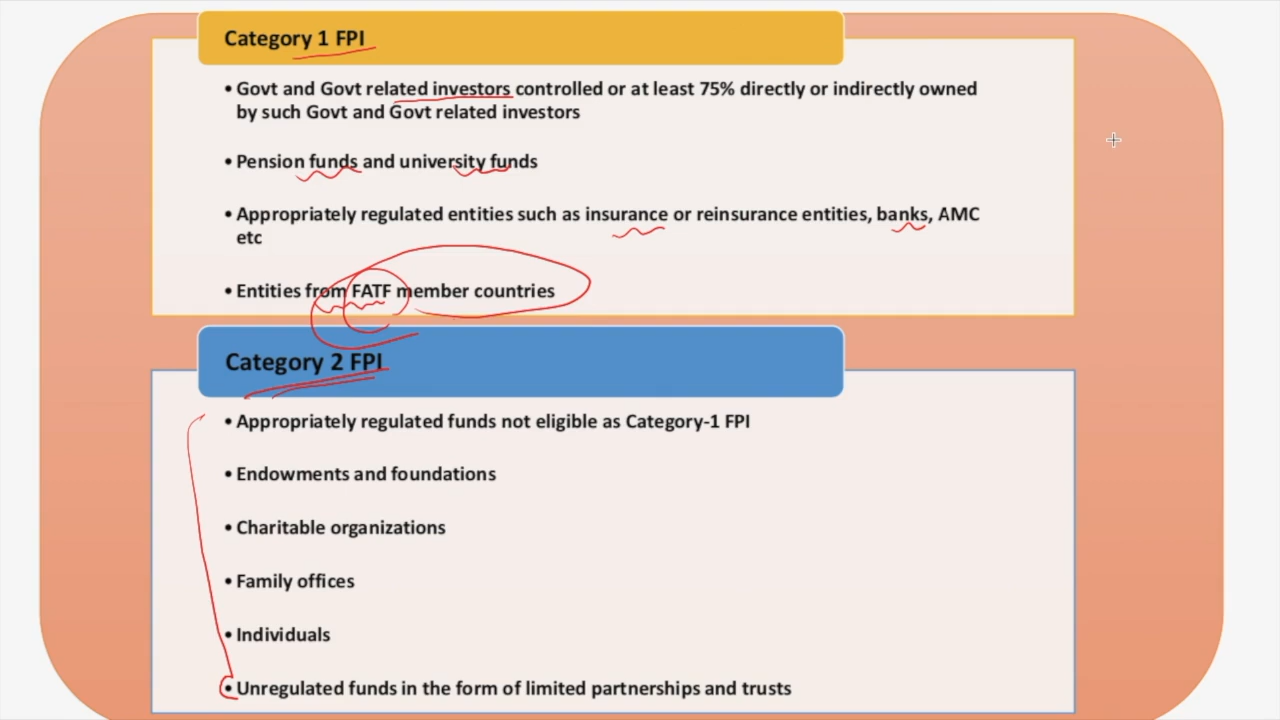 Category 1 FPI
• Govt and Govt related investors controlled or at least 75% directly or indirectly owned
by such Govt and Govt related investors
• Pension funds and university funds
• Appropriately regulated entities such as insurance or reinsurance entities, banks, AMC
etc
• Entities from FATF member countries
Category 2 FPI
• Appropriately regulated funds not eligible as Category-1 FPI
• Endowments and foundations
• Charitable organizations
• Family offices
• Individuals
• Unregulated funds in the form of limited partnerships and trusts